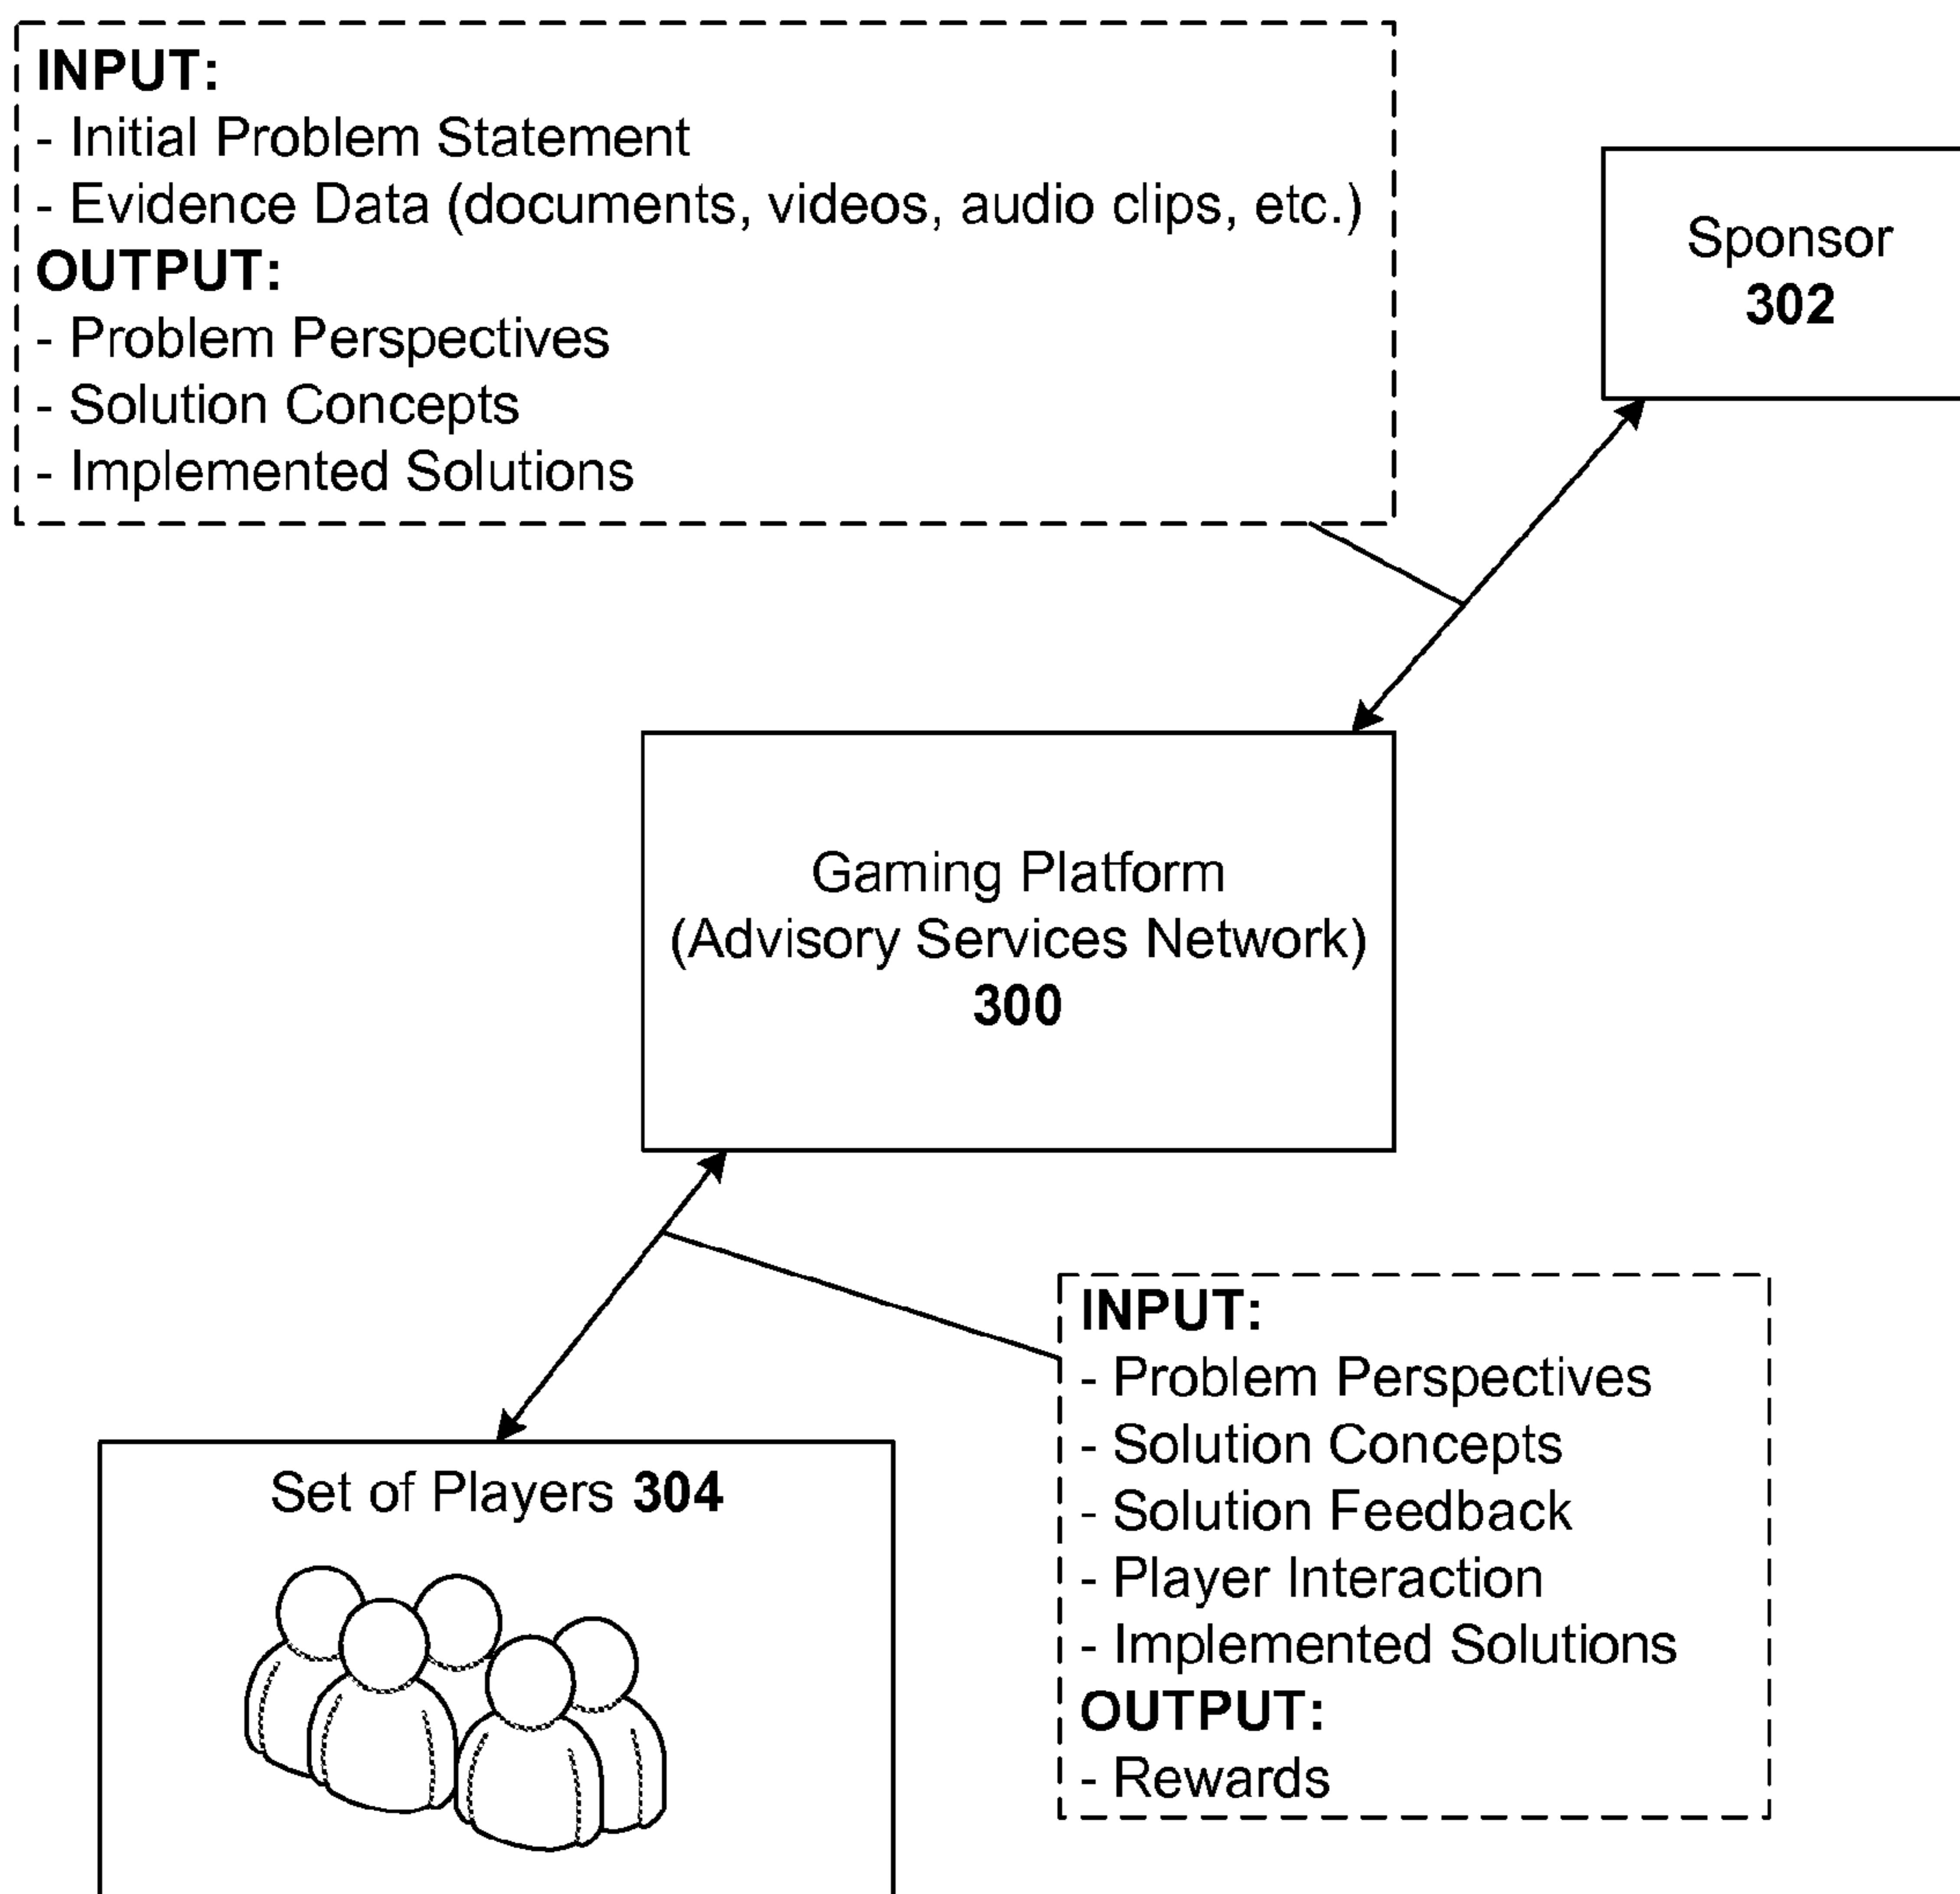 INPUT:
- Initial Problem Statement
- Evidence Data (documents, videos, audio clips, etc.)
OUTPUT:
- Problem Perspectives
- Solution Concepts
- Implemented Solutions
Sponsor
302
Gaming Platform
(Advisory Services Network)
300
Set of Players 304
INPUT:
- Problem Perspectives
- Solution Concepts
- Solution Feedback
- Player Interaction
- Implemented Solutions
OUTPUT:
- Rewards